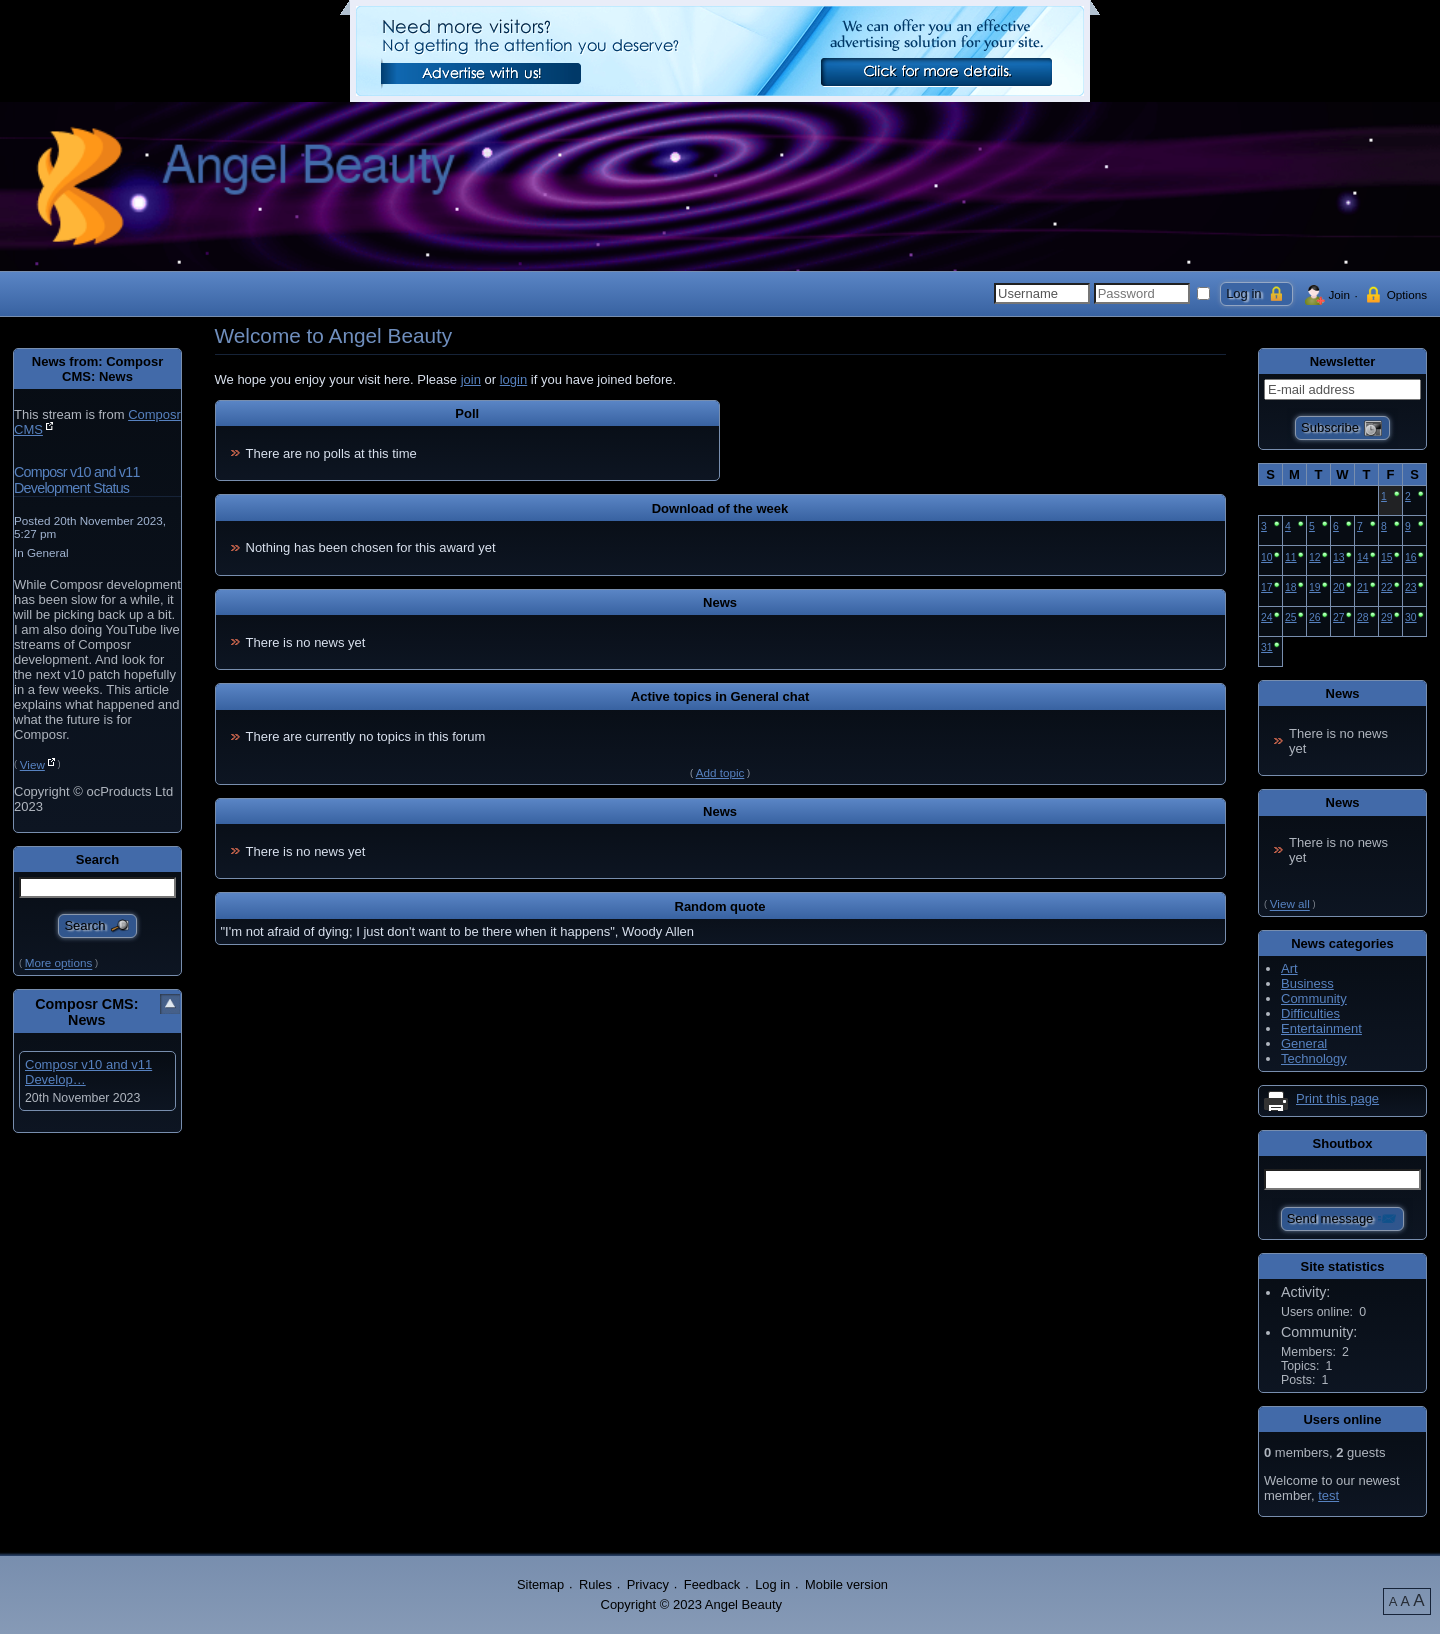 Need more visitors?
Not getting the attention you deserve?
Advertise with us!
We can offer you an effective
advertising solution for your site.
Click for more details.
Angel Beauty
Username
Password
Log in
Join ·
Options
News from: Composr
CMS: News
This stream is from Composr
CMS
Composr v10 and v11
Development Status
Posted 20th November 2023,
5:27 pm
In General
While Composr development
has been slow for a while, it
will be picking back up a bit.
I am also doing YouTube live
streams of Composr
development. And look for
the next v10 patch hopefully
in a few weeks. This article
explains what happened and
what the future is for
Composr.
( View )
Copyright © ocProducts Ltd
2023
Search
Search
( More options )
Composr CMS:
News
Composr v10 and v11
Develop…
20th November 2023
Welcome to Angel Beauty
We hope you enjoy your visit here. Please join or login if you have joined before.
Poll
There are no polls at this time
Download of the week
Nothing has been chosen for this award yet
News
There is no news yet
Active topics in General chat
There are currently no topics in this forum
( Add topic )
News
There is no news yet
Random quote
"I'm not afraid of dying; I just don't want to be there when it happens", Woody Allen
Newsletter
E-mail address
Subscribe
S M T W T F S
1 2
3 4 5 6 7 8 9
10 11 12 13 14 15 16
17 18 19 20 21 22 23
24 25 26 27 28 29 30
31
News
There is no news
yet
News
There is no news
yet
( View all )
News categories
Art
Business
Community
Difficulties
Entertainment
General
Technology
Print this page
Shoutbox
Send message
Site statistics
Activity:
Users online: 0
Community:
Members: 2
Topics: 1
Posts: 1
Users online
0 members, 2 guests
Welcome to our newest
member, test
Sitemap · Rules · Privacy · Feedback · Log in · Mobile version
Copyright © 2023 Angel Beauty
A A A